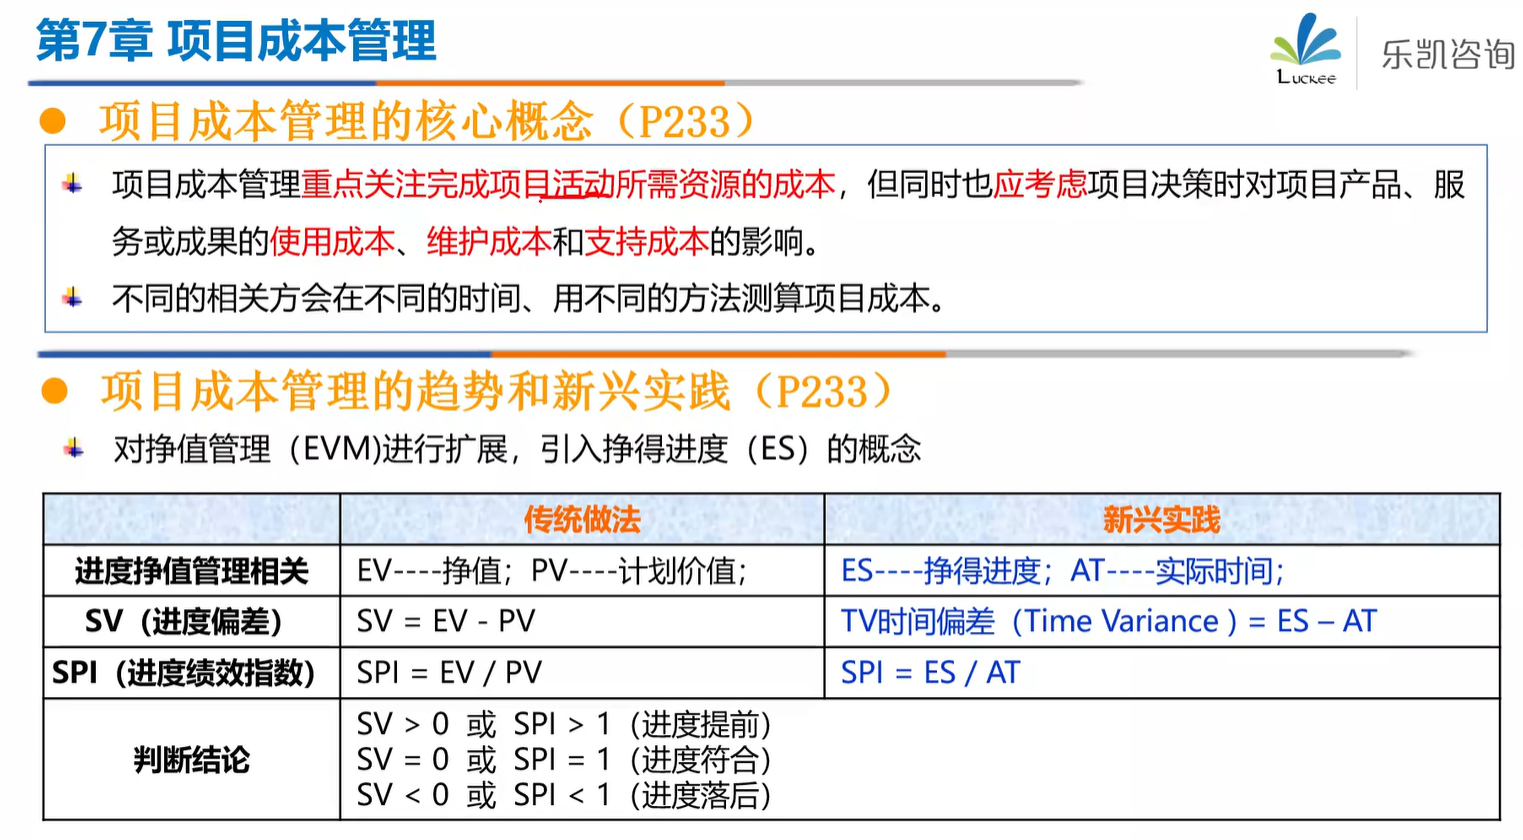 第7章 项目成本管理
Luckee 乐凯咨询
项目成本管理的核心概念（P233）
项目成本管理重点关注完成项目活动所需资源的成本，但同时也应考虑项目决策时对项目产品、服
务或成果的使用成本、维护成本和支持成本的影响。
不同的相关方会在不同的时间、用不同的方法测算项目成本。
项目成本管理的趋势和新兴实践（P233）
对挣值管理（EVM)进行扩展，引入挣得进度（ES）的概念
传统做法 新兴实践
进度挣值管理相关 EV----挣值；PV----计划价值； ES----挣得进度；AT----实际时间；
SV（进度偏差） SV = EV - PV TV时间偏差（Time Variance ) = ES – AT
SPI（进度绩效指数） SPI = EV / PV SPI = ES / AT
判断结论
SV > 0 或 SPI > 1（进度提前）
SV = 0 或 SPI = 1（进度符合）
SV < 0 或 SPI < 1（进度落后）